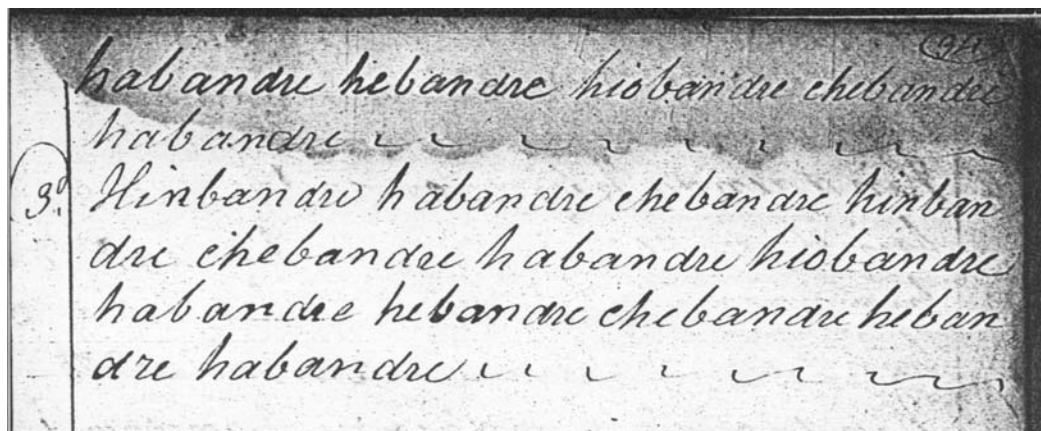 94
habandre hebandre hiobandre chebandre
habandre
3º Hinbandre habandre chebandre hinban
dre chebandre habandre hiobandre
habandre hebandre chebandre heban
dre habandre